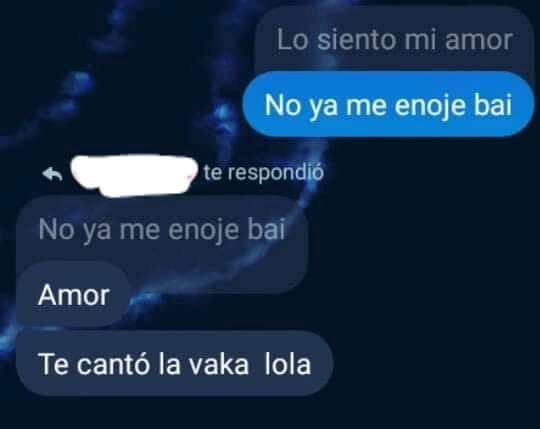 Lo siento mi amor
No ya me enoje bai
te respondió
No ya me enoje bai
Amor
Te cantó la vaka lola